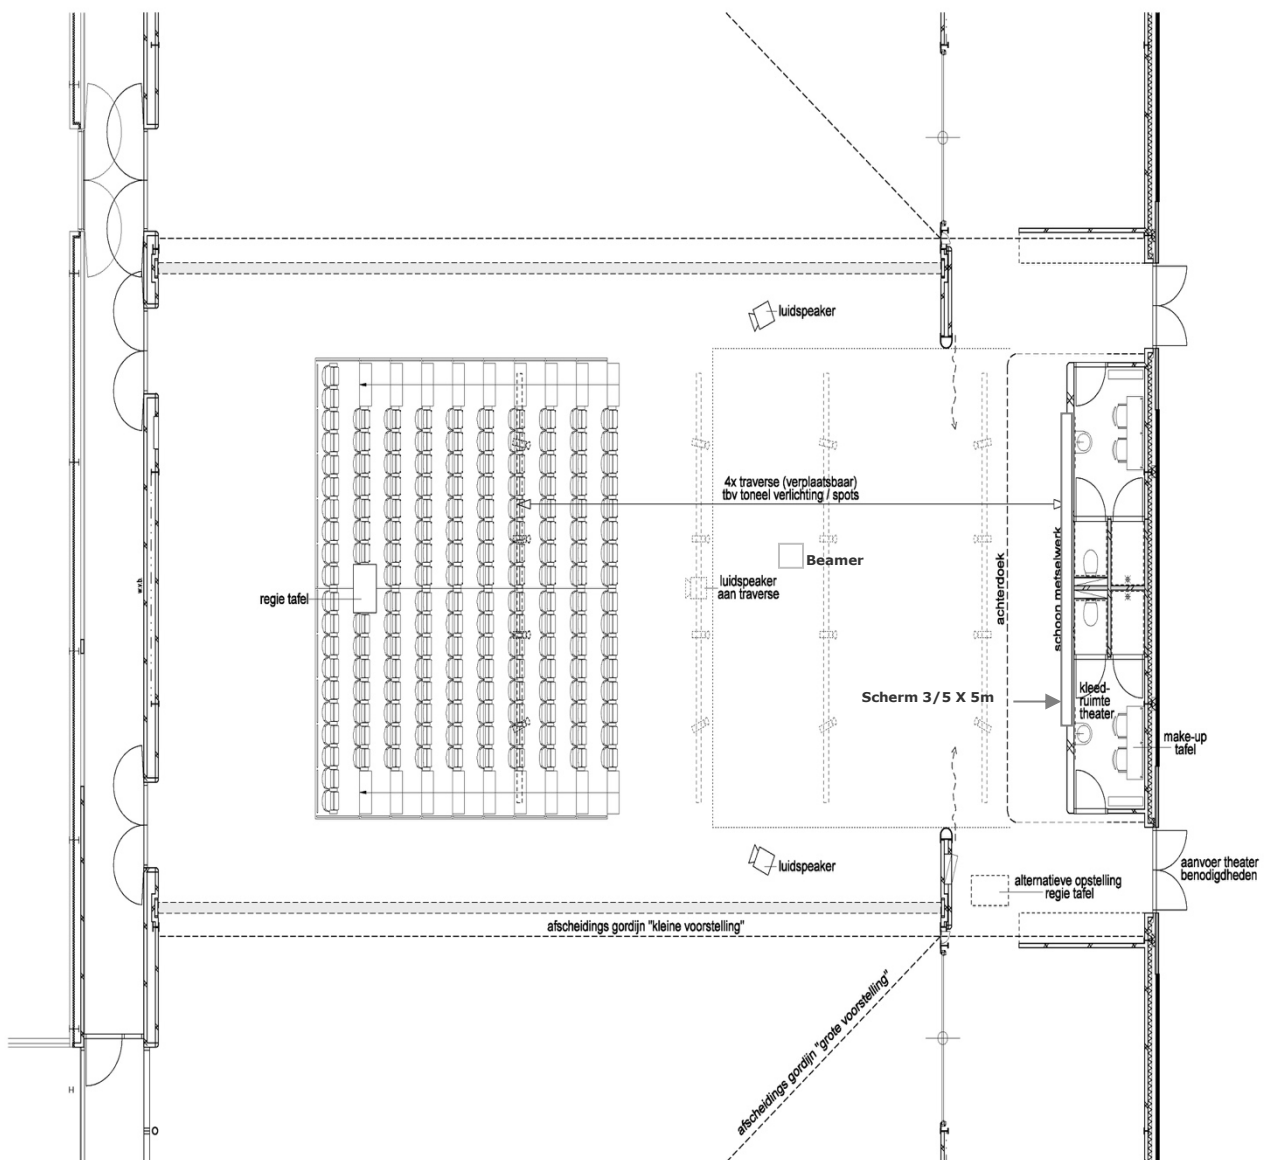 luidspeaker
4x traverse (verplaatsbaar)
tbv toneel verlichting / spots
Beamer
achterdoek
schoon metselwerk
luidspeaker
aan traverse
regie tafel
Scherm 3/5 X 5m
kleed-
ruimte
theater
make-up
tafel
luidspeaker
aanvoer theater
benodigdheden
alternatieve opstelling
regie tafel
afscheidings gordijn "kleine voorstelling"
afscheidings gordijn "grote voorstelling"